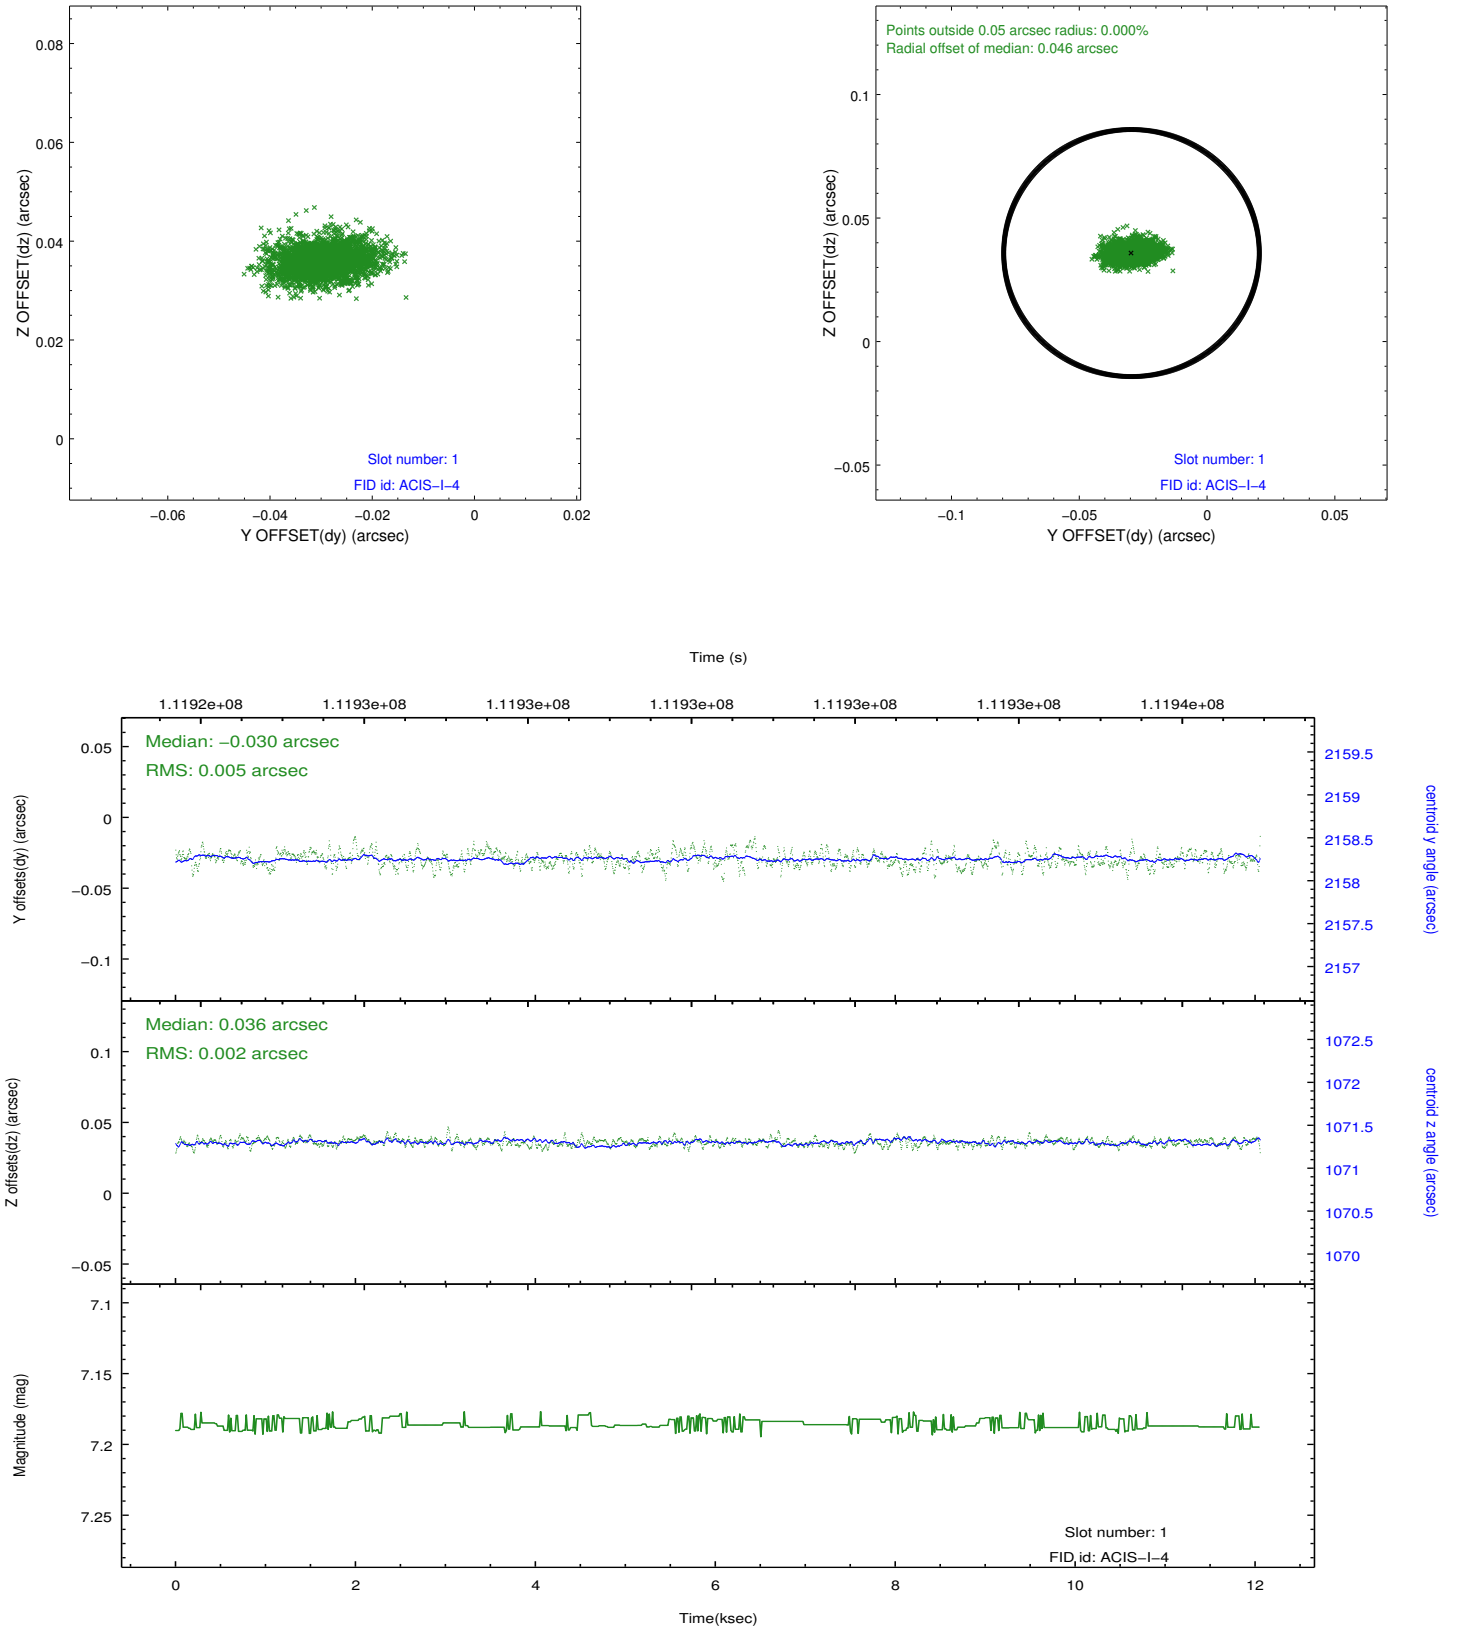 0.08
0.06
0.04
0.02
0
Z OFFSET(dz) (arcsec)
Slot number: 1
FID id: ACIS−I−4
−0.06
−0.04
−0.02
0
0.02
Y OFFSET(dy) (arcsec)
Points outside 0.05 arcsec radius: 0.000%
Radial offset of median: 0.046 arcsec
0.1
0.05
0
−0.05
Z OFFSET(dz) (arcsec)
Slot number: 1
FID id: ACIS−I−4
−0.1
−0.05
0
0.05
Y OFFSET(dy) (arcsec)
Time (s)
1.1192e+08
1.1193e+08
1.1193e+08
1.1193e+08
1.1193e+08
1.1193e+08
1.1194e+08
Median: −0.030 arcsec
RMS: 0.005 arcsec
0.05
0
−0.05
−0.1
Y offsets(dy) (arcsec)
2159.5
2159
2158.5
2158
2157.5
2157
centroid y angle (arcsec)
Median: 0.036 arcsec
RMS: 0.002 arcsec
0.1
0.05
0
−0.05
Z offsets(dz) (arcsec)
1072.5
1072
1071.5
1071
1070.5
1070
centroid z angle (arcsec)
7.1
7.15
7.2
7.25
Magnitude (mag)
Slot number: 1
FID id: ACIS−I−4
0
2
4
6
8
10
12
Time(ksec)